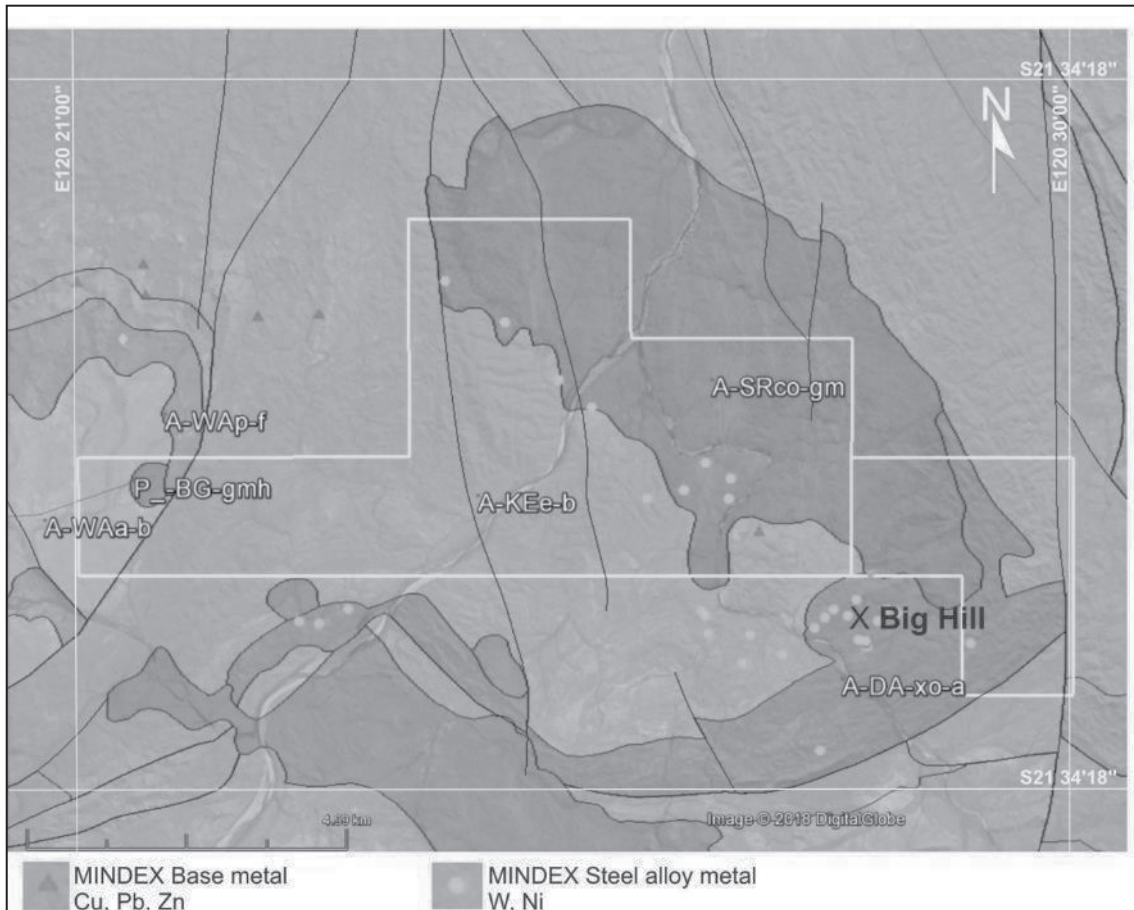 S21 34'18"
E120 21'00"
E120 30'00"
N
A-SRco-gm
A-WAp-f
P_-BG-gmh
A-KEe-b
A-WAa-b
X Big Hill
A-DA-xo-a
S21 34'18"
4.99 km
Image © 2018 DigitalGlobe
MINDEX Base metal
Cu, Pb, Zn
MINDEX Steel alloy metal
W, Ni